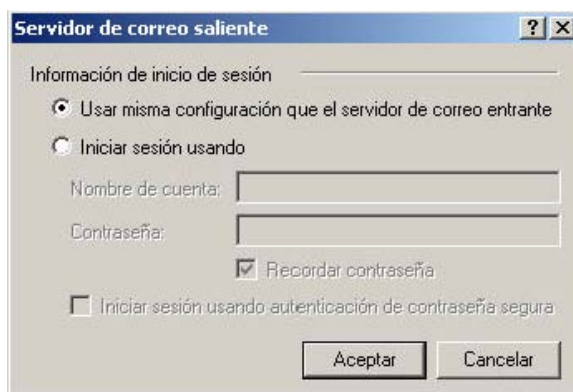 Servidor de correo saliente
Información de inicio de sesión
Usar misma configuración que el servidor de correo entrante
Iniciar sesión usando
Nombre de cuenta:
Contraseña:
Recordar contraseña
Iniciar sesión usando autenticación de contraseña segura
Aceptar Cancelar